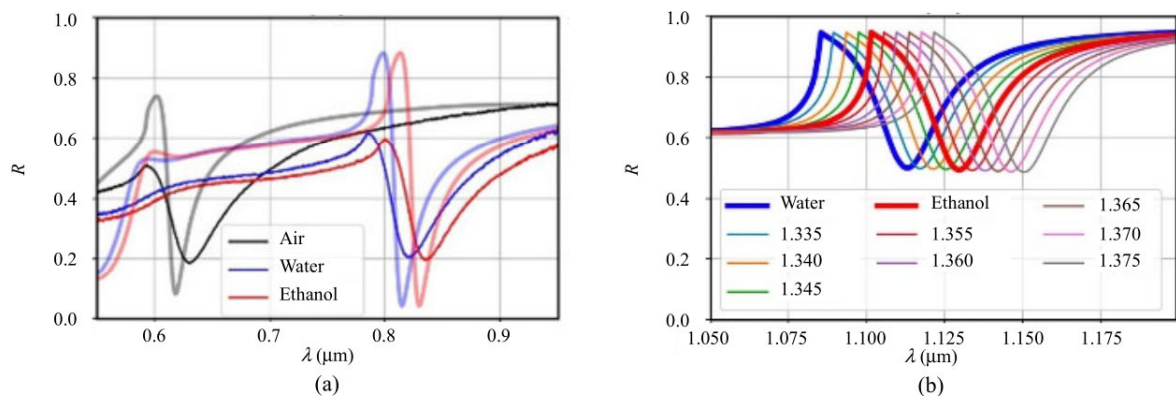 1.0
0.8
0.6
0.4
0.2
0.0
R
Air
Water
Ethanol
0.6 0.7 0.8 0.9
λ (μm)
(a)
1.0
0.8
0.6
0.4
0.2
0.0
R
Water Ethanol 1.365
1.335 1.355 1.370
1.340 1.360 1.375
1.345
1.050 1.075 1.100 1.125 1.150 1.175
λ (μm)
(b)